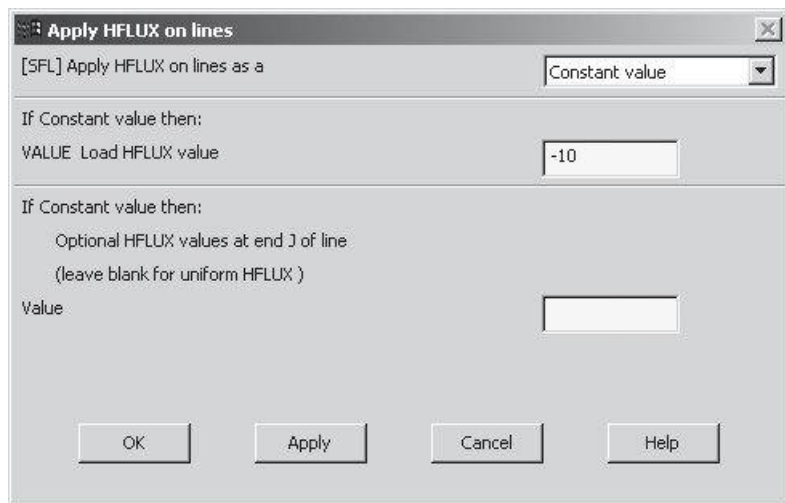 Apply HFLUX on lines
[SFL] Apply HFLUX on lines as a
Constant value
If Constant value then:
VALUE Load HFLUX value
-10
If Constant value then:
Optional HFLUX values at end J of line
(leave blank for uniform HFLUX )
Value
OK
Apply
Cancel
Help